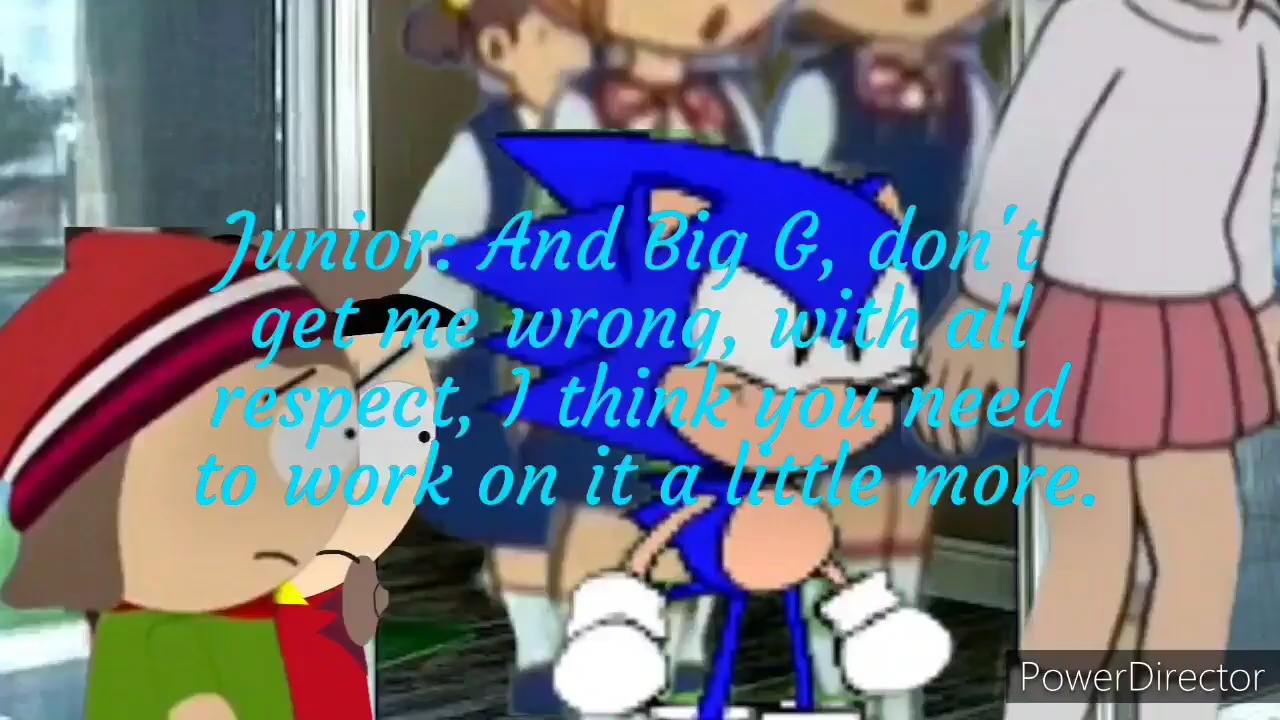 Junior: And Big G, don't
get me wrong, with all
respect, I think you need
to work on it a little more.
PowerDirector